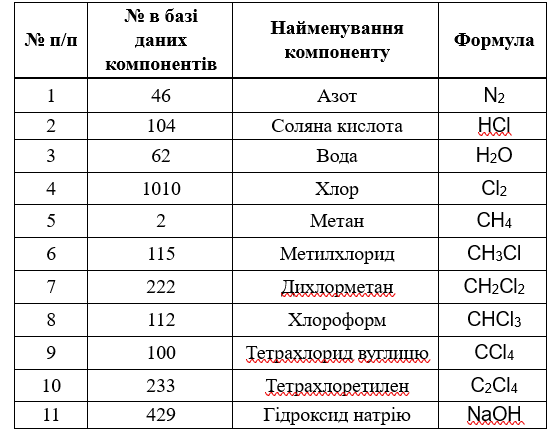 № п/п № в базі даних компонентів Найменування компоненту Формула
1 46 Азот N2
2 104 Соляна кислота HCl
3 62 Вода H2O
4 1010 Хлор Cl2
5 2 Метан CH4
6 115 Метилхлорид CH3Cl
7 222 Дихлорметан CH2Cl2
8 112 Хлороформ CHCl3
9 100 Тетрахлорид вуглицю CCl4
10 233 Тетрахлоретилен C2Cl4
11 429 Гідроксид натрію NaOH